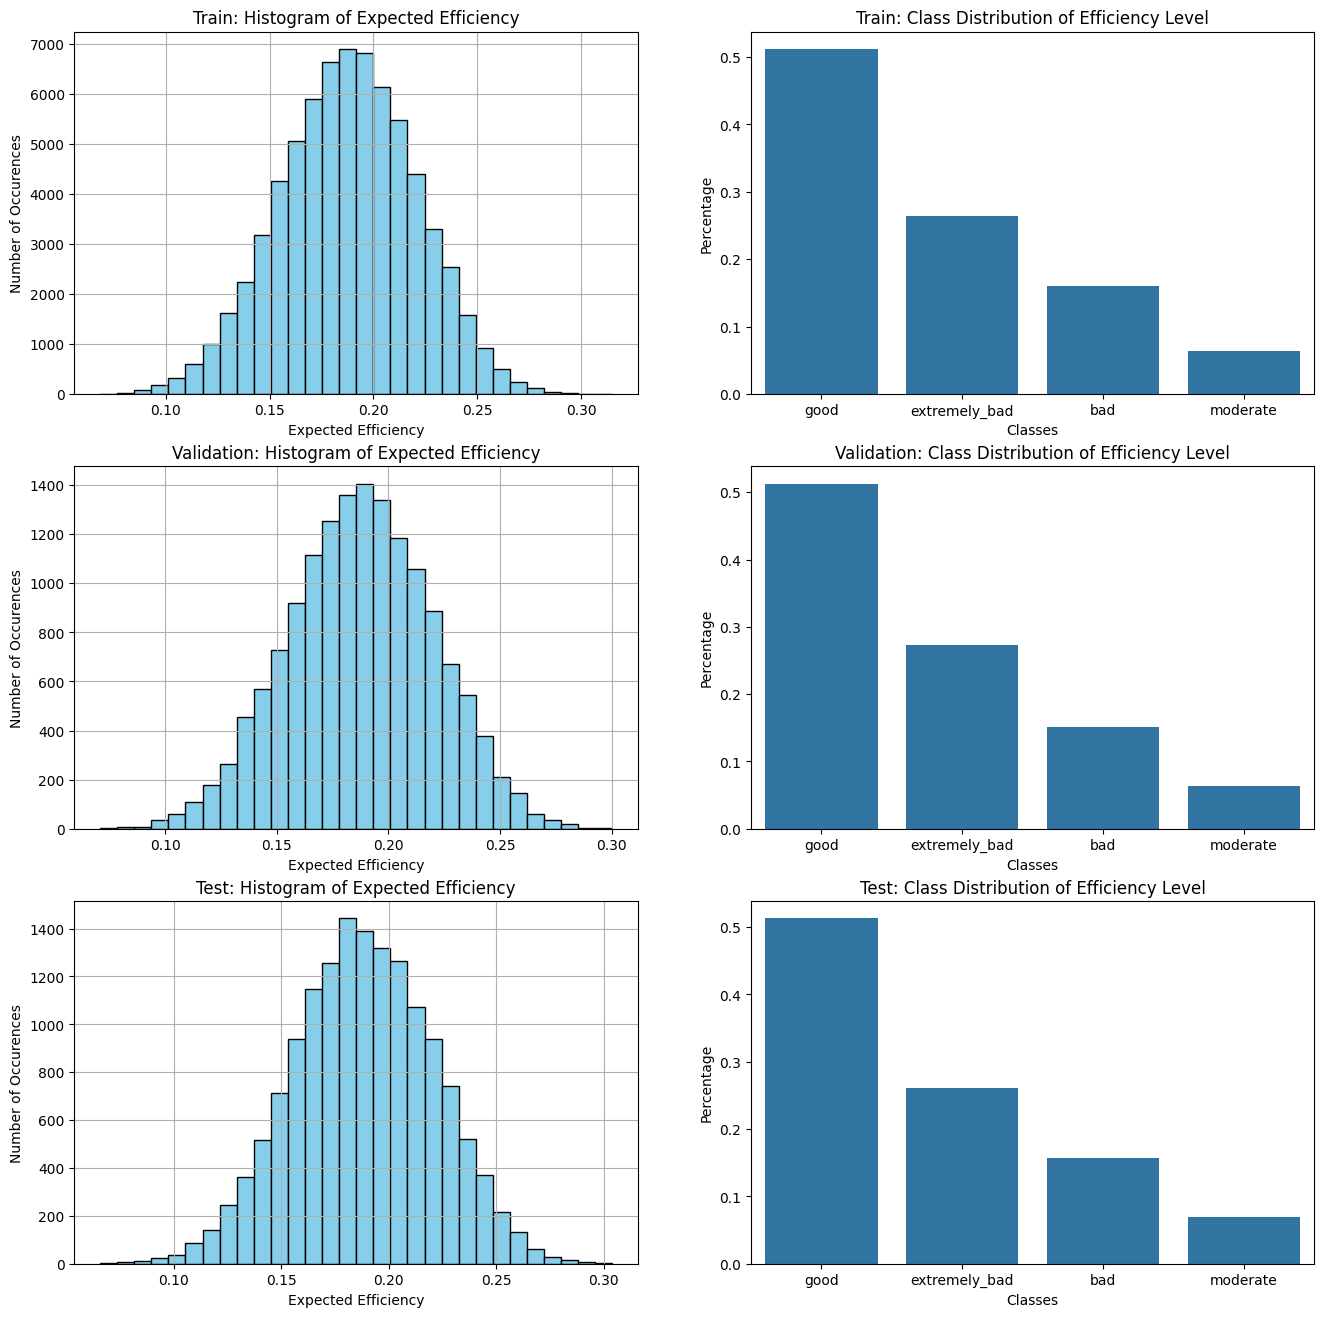 Train: Histogram of Expected Efficiency
Number of Occurences
7000
6000
5000
4000
3000
2000
1000
0
0.10 0.15 0.20 0.25 0.30
Expected Efficiency
Train: Class Distribution of Efficiency Level
Percentage
0.5
0.4
0.3
0.2
0.1
0.0
good extremely_bad bad moderate
Classes
Validation: Histogram of Expected Efficiency
Number of Occurences
1400
1200
1000
800
600
400
200
0
0.10 0.15 0.20 0.25 0.30
Expected Efficiency
Validation: Class Distribution of Efficiency Level
Percentage
0.5
0.4
0.3
0.2
0.1
0.0
good extremely_bad bad moderate
Classes
Test: Histogram of Expected Efficiency
Number of Occurences
1400
1200
1000
800
600
400
200
0
0.10 0.15 0.20 0.25 0.30
Expected Efficiency
Test: Class Distribution of Efficiency Level
Percentage
0.5
0.4
0.3
0.2
0.1
0.0
good extremely_bad bad moderate
Classes